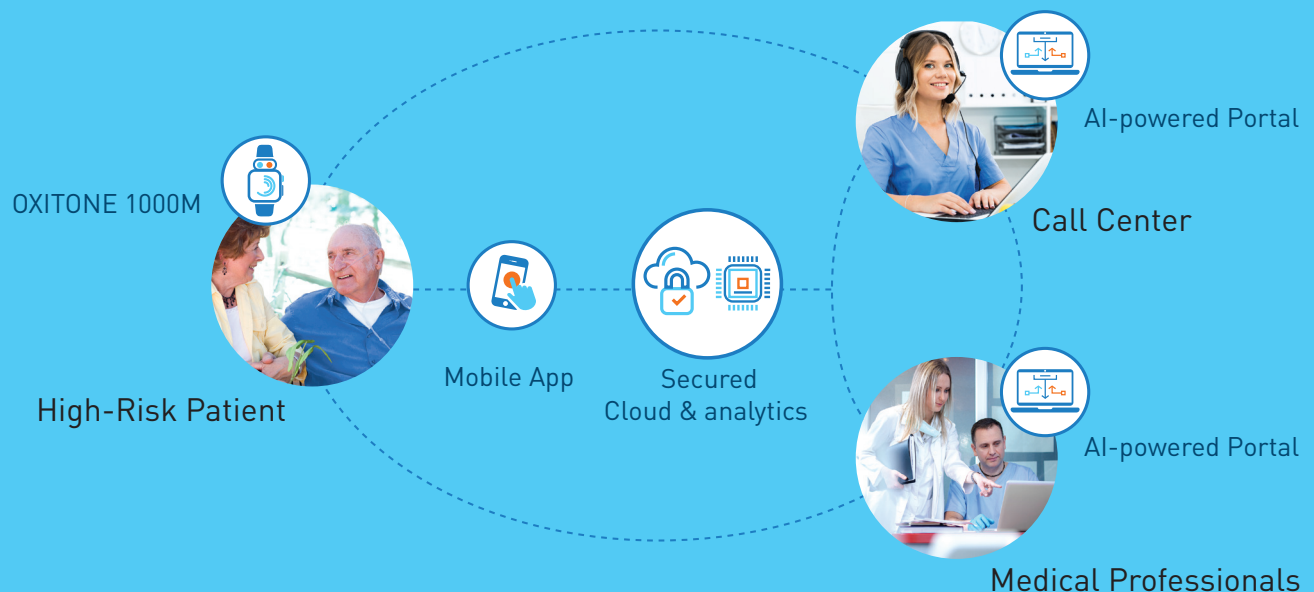 AI-powered Portal
OXITONE 1000M
Call Center
Mobile App
Secured
Cloud & analytics
High-Risk Patient
AI-powered Portal
Medical Professionals